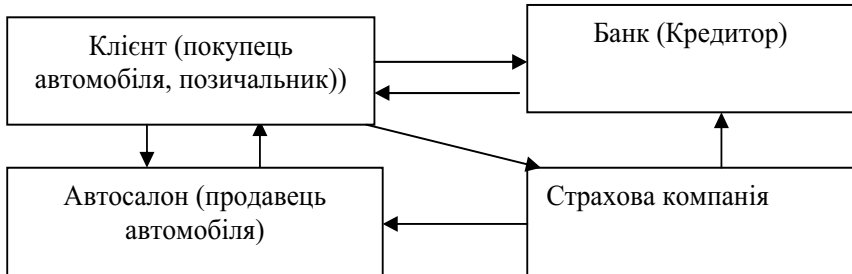 Клієнт (покупець
автомобіля, позичальник))
Банк (Кредитор)
Автосалон (продавець
автомобіля)
Страхова компанія